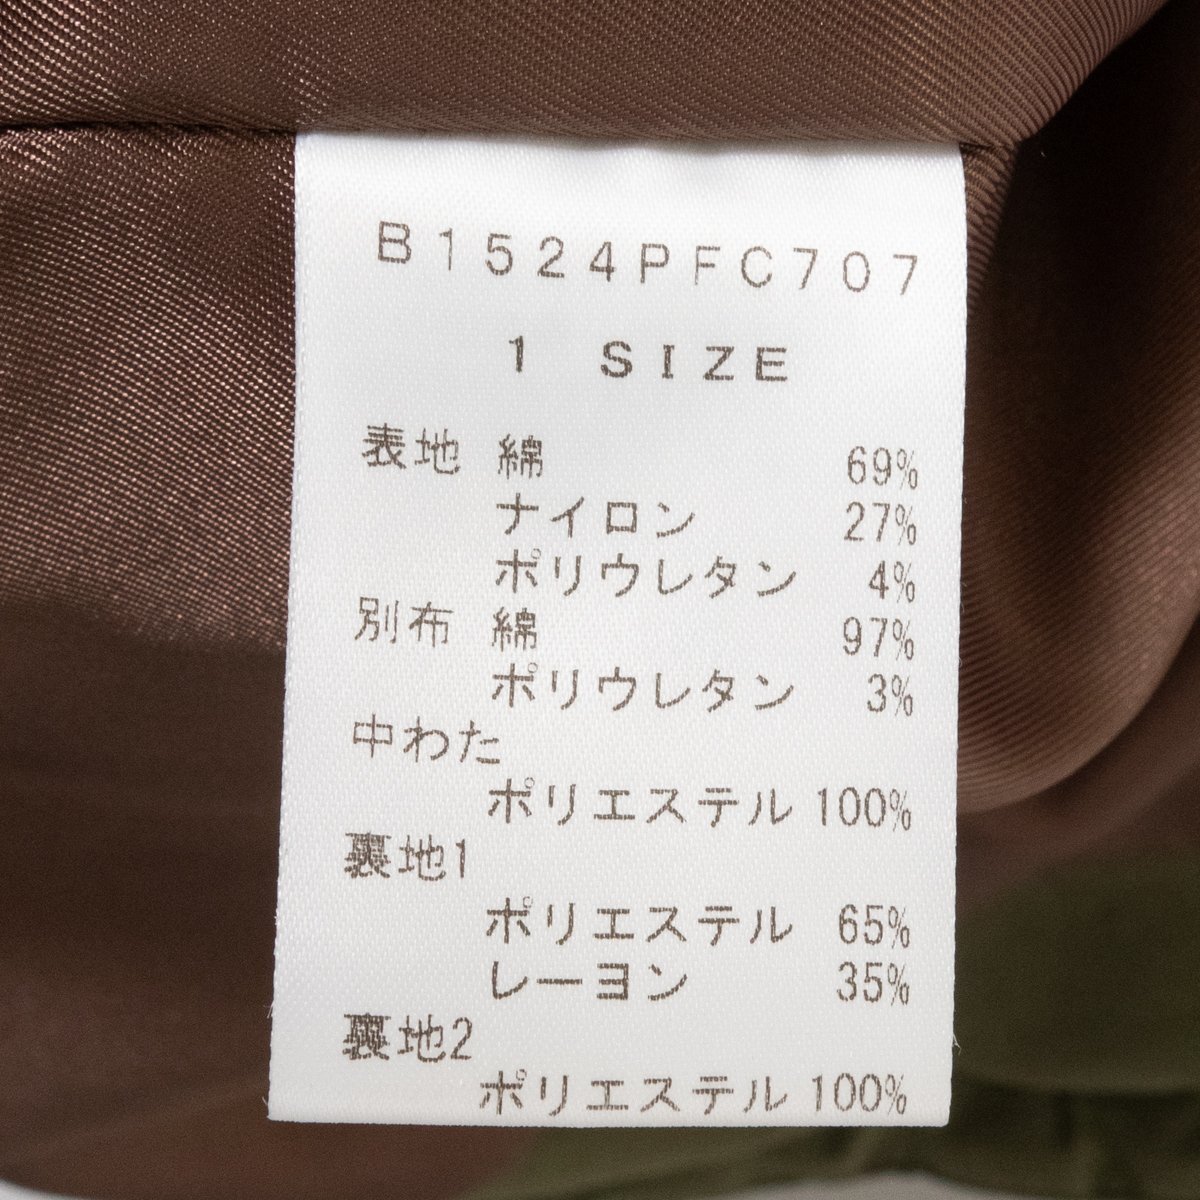 B1524PFC707
1 SIZE
表地 綿 69%
ナイロン 27%
ポリウレタン 4%
別布 綿 97%
ポリウレタン 3%
中わた
ポリエステル 100%
裏地1
ポリエステル 65%
レーヨン 35%
裏地2
ポリエステル 100%